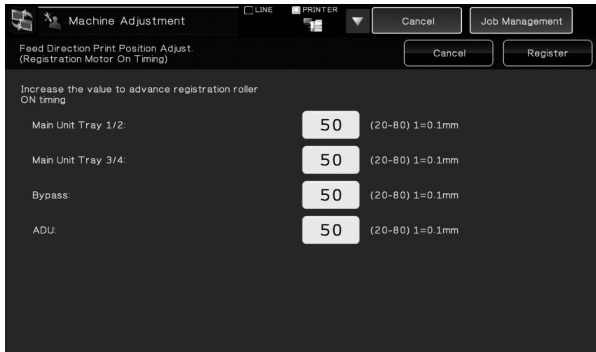 Machine Adjustment
LINE
PRINTER
Cancel
Job Management
Feed Direction Print Position Adjust.
(Registration Motor On Timing)
Cancel
Register
Increase the value to advance registration roller
ON timing
Main Unit Tray 1/2: 50 (20-80) 1=0.1mm
Main Unit Tray 3/4: 50 (20-80) 1=0.1mm
Bypass: 50 (20-80) 1=0.1mm
ADU: 50 (20-80) 1=0.1mm